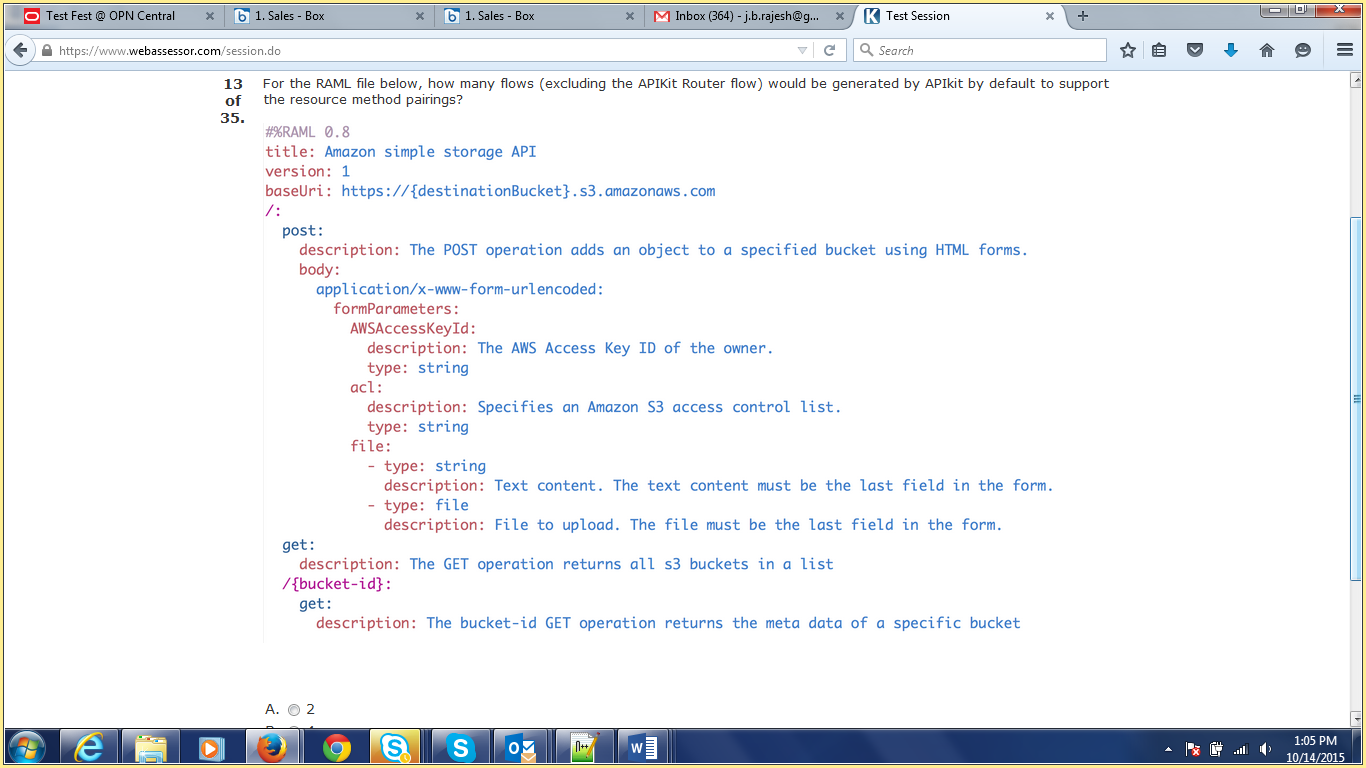 Test Fest @ OPN Central
1. Sales - Box
1. Sales - Box
Inbox (364) - j.b.rajesh@g...
Test Session
https://www.webassessor.com/session.do
Search
13 of 35.
For the RAML file below, how many flows (excluding the APIKit Router flow) would be generated by APIkit by default to support
the resource method pairings?
#%RAML 0.8
title: Amazon simple storage API
version: 1
baseUri: https://{destinationBucket}.s3.amazonaws.com
/:
post:
description: The POST operation adds an object to a specified bucket using HTML forms.
body:
application/x-www-form-urlencoded:
formParameters:
AWSAccessKeyId:
description: The AWS Access Key ID of the owner.
type: string
acl:
description: Specifies an Amazon S3 access control list.
type: string
file:
- type: string
description: Text content. The text content must be the last field in the form.
- type: file
description: File to upload. The file must be the last field in the form.
get:
description: The GET operation returns all s3 buckets in a list
/{bucket-id}:
get:
description: The bucket-id GET operation returns the meta data of a specific bucket
A. 2
1:05 PM
10/14/2015